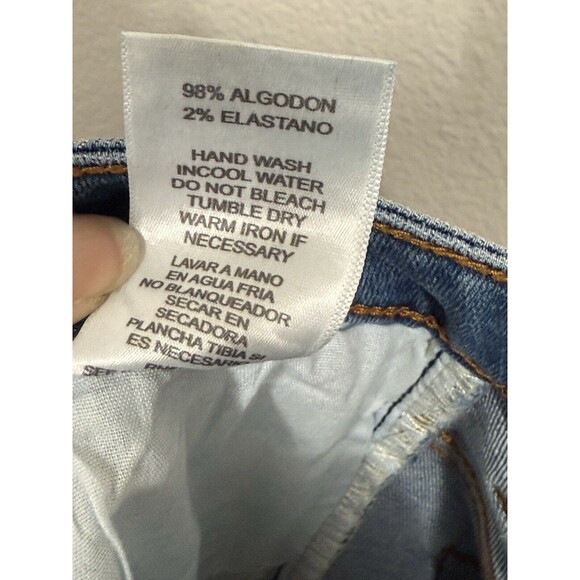 98% ALGODON
2% ELASTANO
HAND WASH
INCOOL WATER
DO NOT BLEACH
TUMBLE DRY
WARM IRON IF
NECESSARY
LAVAR A MANO
EN AGUA FRIA
NO BLANQUEADOR
SECAR EN
SECADORA
PLANCHA TIBIA SI
ES NECESARIO